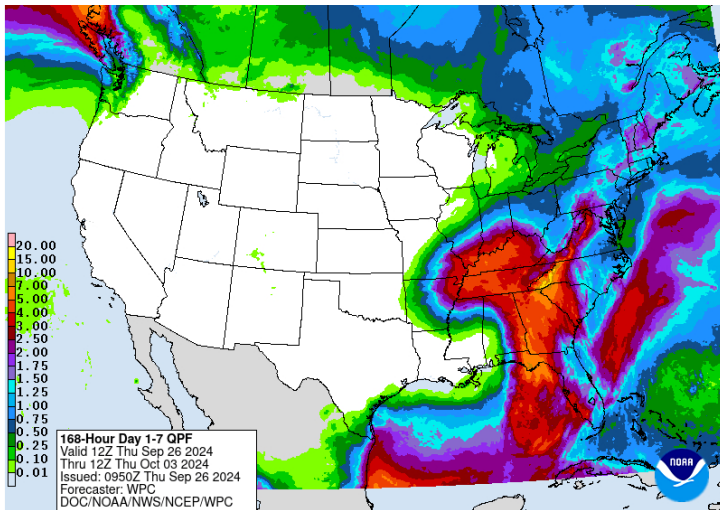 20.00
15.00
10.00
7.00
5.00
4.00
3.00
2.50
2.00
1.75
1.50
1.25
1.00
0.75
0.50
0.25
0.10
0.01
168-Hour Day 1-7 QPF
Valid 12Z Thu Sep 26 2024
Thru 12Z Thu Oct 03 2024
Issued: 0950Z Thu Sep 26 2024
Forecaster: WPC
DOC/NOAA/NWS/NCEP/WPC
NOAA